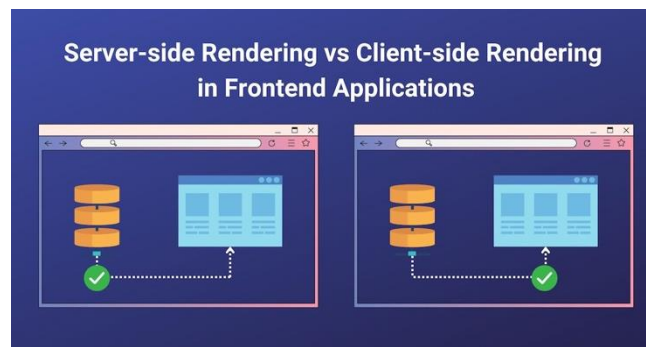 Server-side Rendering vs Client-side Rendering
in Frontend Applications